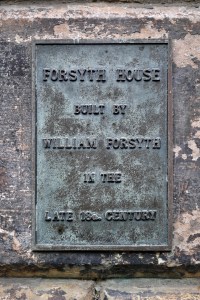 FORSYTH HOUSE
BUILT BY
WILLIAM FORSYTH
IN THE
LATE 18th CENTURY